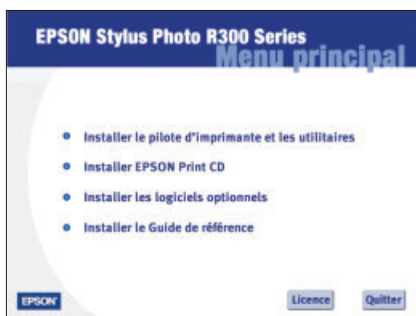 EPSON Stylus Photo R300 Series
Menu principal
Installer le pilote d'imprimante et les utilitaires
Installer EPSON Print CD
Installer les logiciels optionnels
Installer le Guide de référence
EPSON
Licence
Quitter